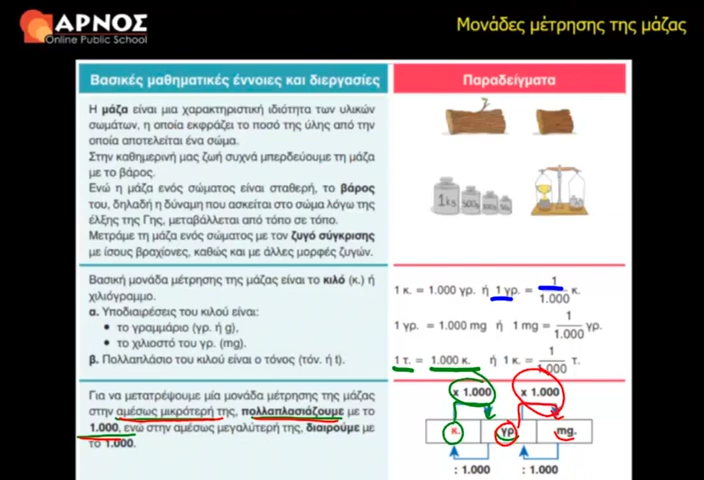 ΑΡΝΟΣ
Online Public School
Μονάδες μέτρησης της μάζας
Βασικές μαθηματικές έννοιες και διεργασίες
Παραδείγματα
Η μάζα είναι μια χαρακτηριστική ιδιότητα των υλικών
σωμάτων, η οποία εκφράζει το ποσό της ύλης από την
οποία αποτελείται ένα σώμα.
Στην καθημερινή μας ζωή συχνά μπερδεύουμε τη μάζα
με το βάρος.
Ενώ η μάζα ενός σώματος είναι σταθερή, το βάρος
του, δηλαδή η δύναμη που ασκείται στο σώμα λόγω της
έλξης της Γης, μεταβάλλεται από τόπο σε τόπο.
Μετράμε τη μάζα ενός σώματος με τον ζυγό σύγκρισης
με ίσους βραχίονες, καθώς και με άλλες μορφές ζυγών.
1kg
500g
Βασική μονάδα μέτρησης της μάζας είναι το κιλό (κ.) ή
χιλιόγραμμο.
α. Υποδιαιρέσεις του κιλού είναι:
• το γραμμάριο (γρ. ή g),
• το χιλιοστό του γρ. (mg).
β. Πολλαπλάσιο του κιλού είναι ο τόνος (τόν. ή t).
1 κ. = 1.000 γρ. ή 1 γρ. = 1/1.000 κ.
1 γρ. = 1.000 mg ή 1 mg = 1/1.000 γρ.
1 τ. = 1.000 κ. ή 1 κ. = 1/1.000 τ.
Για να μετατρέψουμε μία μονάδα μέτρησης της μάζας
στην αμέσως μικρότερή της, πολλαπλασιάζουμε με το
1.000, ενώ στην αμέσως μεγαλύτερή της, διαιρούμε με
το 1.000.
x 1.000 x 1.000
κ. γρ. mg.
: 1.000 : 1.000